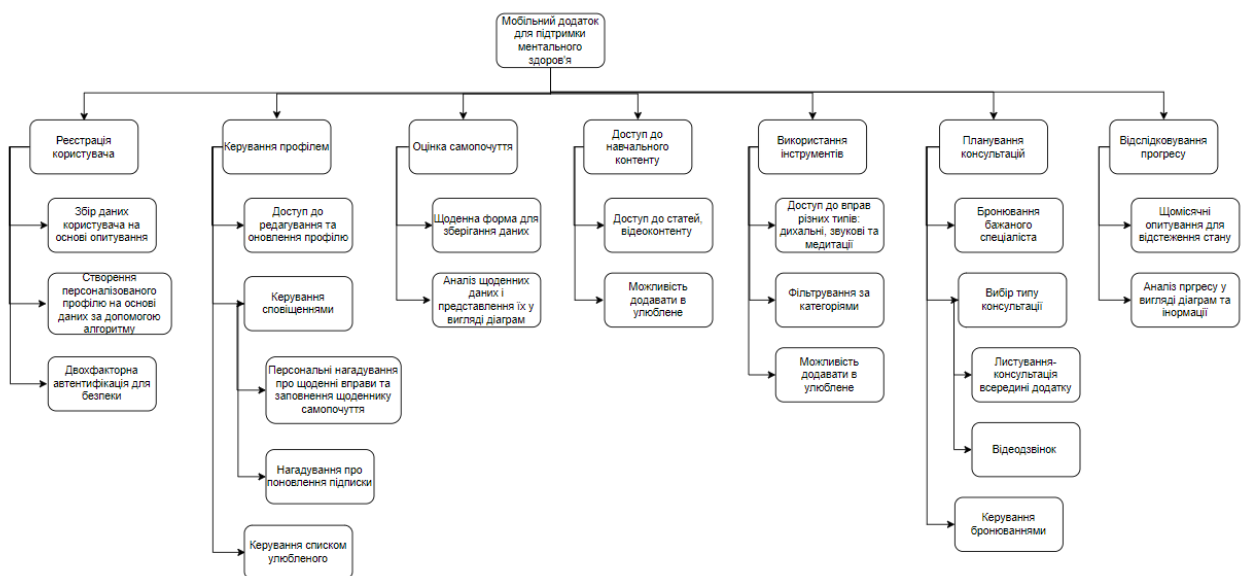 Мобільний додаток
для підтримки
ментального
здоров'я
Реєстрація
користувача
Збір даних
користувача на
основі опитування
Створення
персоналізованого
профілю на основі
даних за допомогою
алгоритму
Двохфакторна
автентифікація для
безпеки
Керування профілем
Доступ до
редагування та
оновлення профілю
Керування
сповіщеннями
Персональні нагадування
про щоденні вправи та
заповнення щоденнику
самопочуття
Нагадування про
поновлення підписки
Керування списком
улюбленого
Оцінка самопочуття
Щоденна форма для
зберігання даних
Аналіз щоденних
даних і
представлення їх у
вигляді діаграм
Доступ до
навчального
контенту
Доступ до статей,
відеоконтенту
Можливість
додавати в
улюблене
Використання
інструментів
Доступ до вправ
різних типів:
дихальні, звукові та
медитації
Фільтрування за
категоріями
Можливість
додавати в
улюблене
Планування
консультацій
Бронювання
бажаного
спеціаліста
Вибір типу
консультації
Листування-
консультація
всередині додатку
Відеодзвінок
Керування
бронюваннями
Відслідковування
прогресу
Щомісячні
опитування для
відстеження стану
Аналіз пргресу у
вигляді діаграм та
інормації